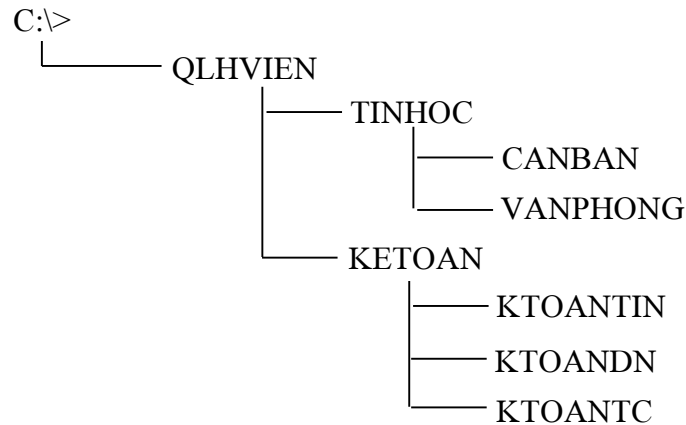 C:\>
QLHVIEN
TINHOC
CANBAN
VANPHONG
KETOAN
KTOANTIN
KTOANDN
KTOANTC